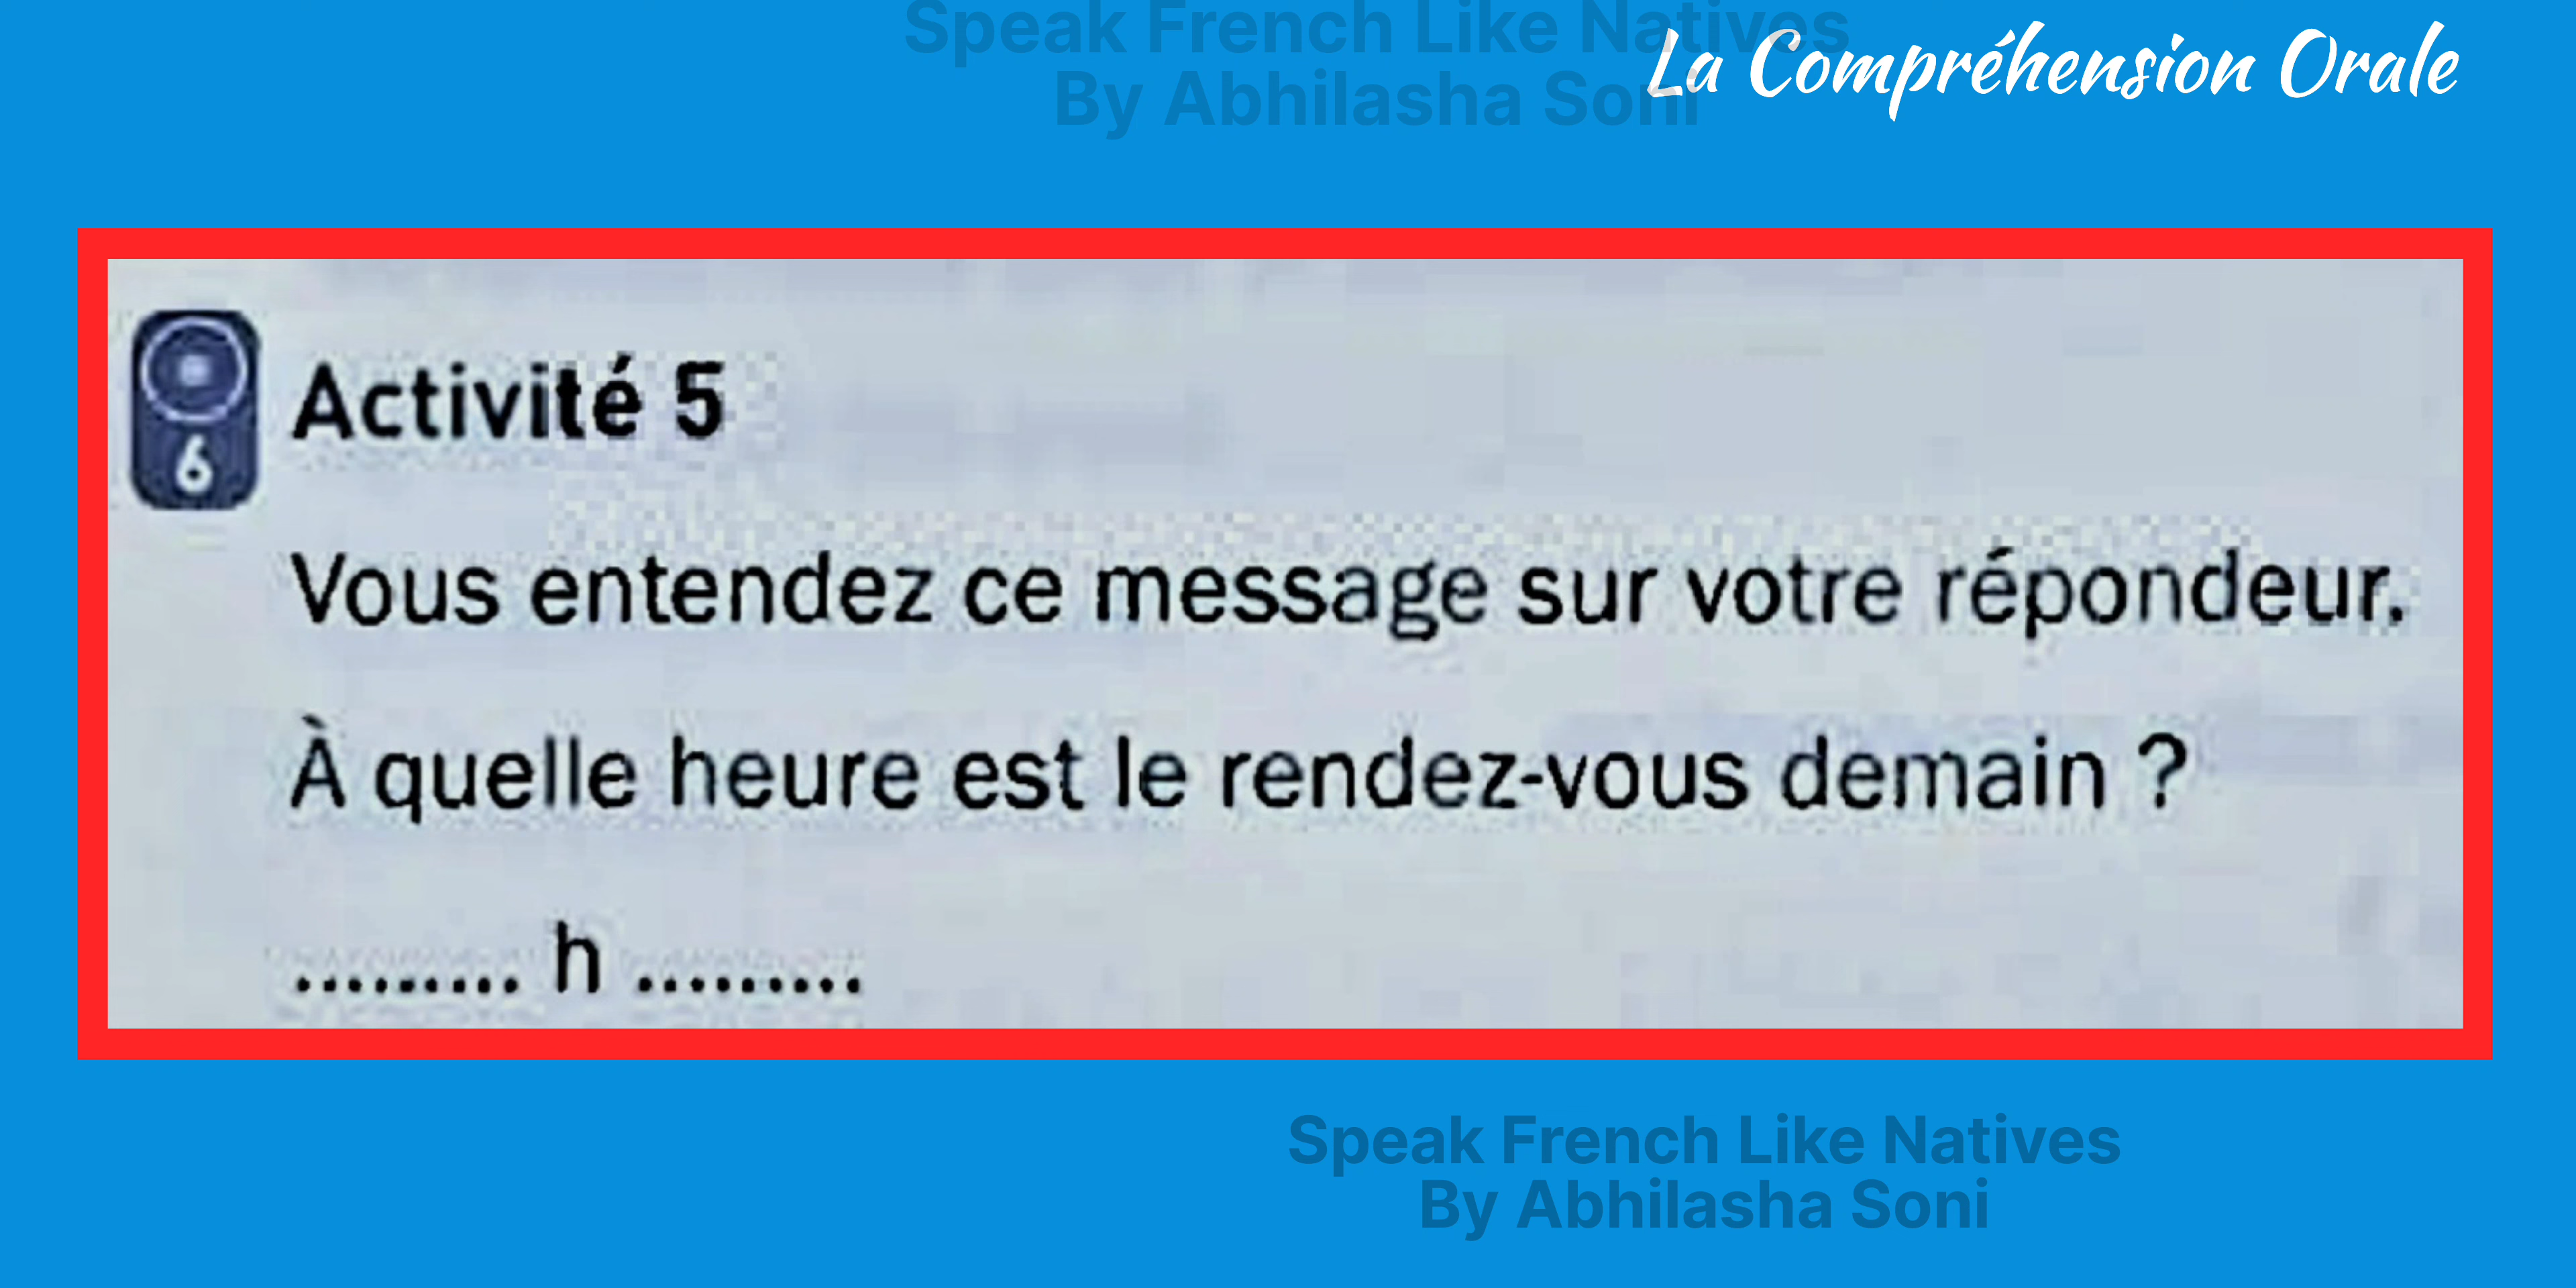 Speak French Like Natives
By Abhilasha Soni
La Compréhension Orale
6
Activité 5
Vous entendez ce message sur votre répondeur.
À quelle heure est le rendez-vous demain ?
......... h .........
Speak French Like Natives
By Abhilasha Soni